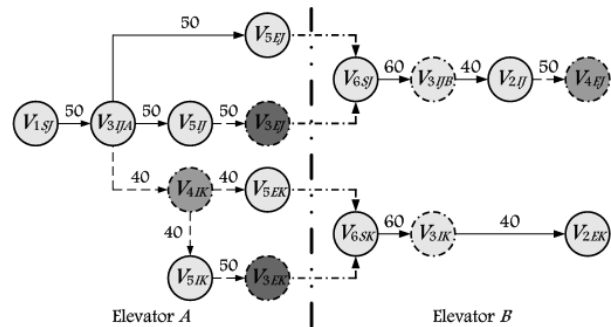 50
V5EJ
V1SJ 50 V3IJA 50 V5IJ 50 V3EJ
V6SJ 60 V3IJB 40 V2IJ 50 V4EJ
40 V4IK 40 V5EK
40
V5IK 50 V3EK
V6SK 60 V3IK 40 V2EK
Elevator A
Elevator B